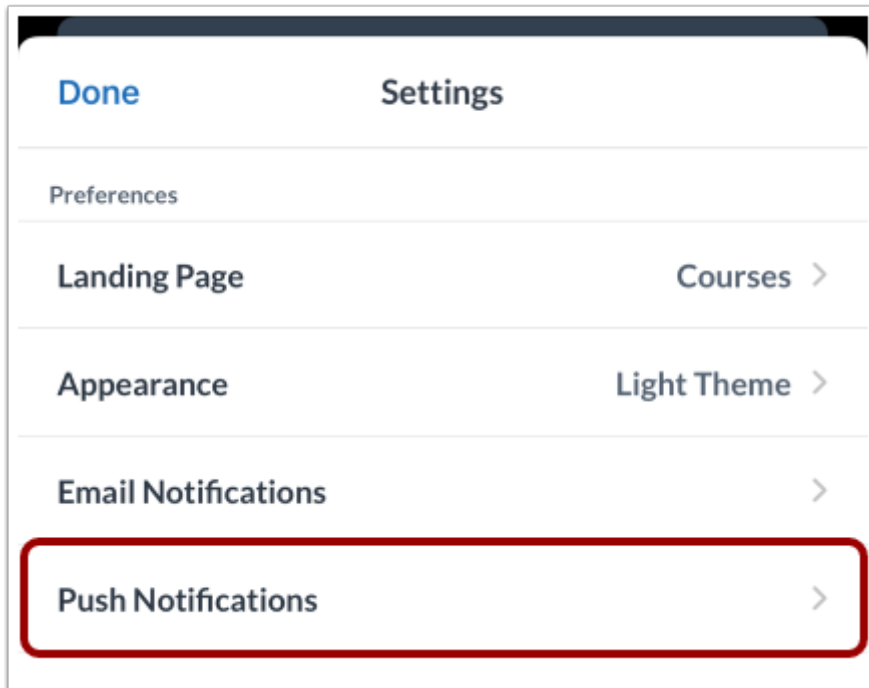 Done Settings
Preferences
Landing Page Courses
Appearance Light Theme
Email Notifications
Push Notifications